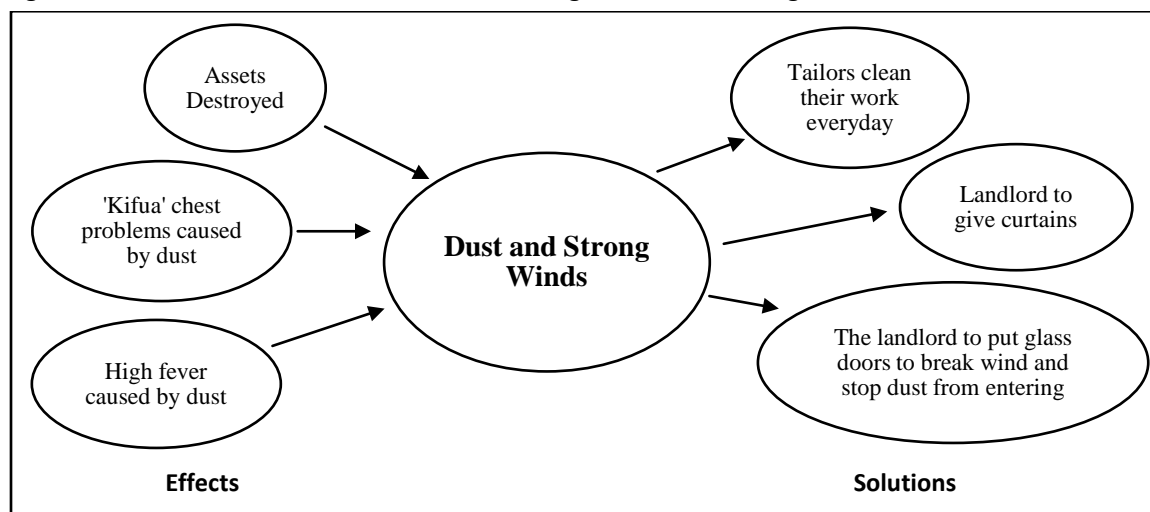 Assets
Destroyed
'Kifua' chest
problems caused
by dust
High fever
caused by dust
Effects
Dust and Strong
Winds
Tailors clean
their work
everyday
Landlord to
give curtains
The landlord to put glass
doors to break wind and
stop dust from entering
Solutions